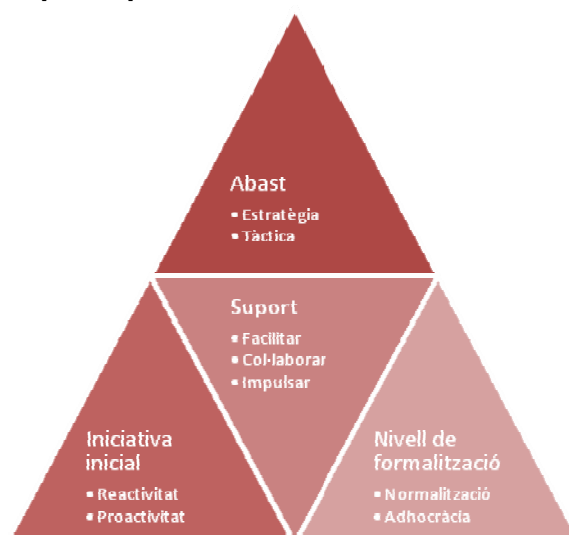 Abast
▪ Estratègia
▪ Tàctica
Suport
▪ Facilitar
▪ Col·laborar
▪ Impulsar
Iniciativa
inicial
▪ Reactivitat
▪ Proactivitat
Nivell de
formalització
▪ Normalització
▪ Adhocràcia